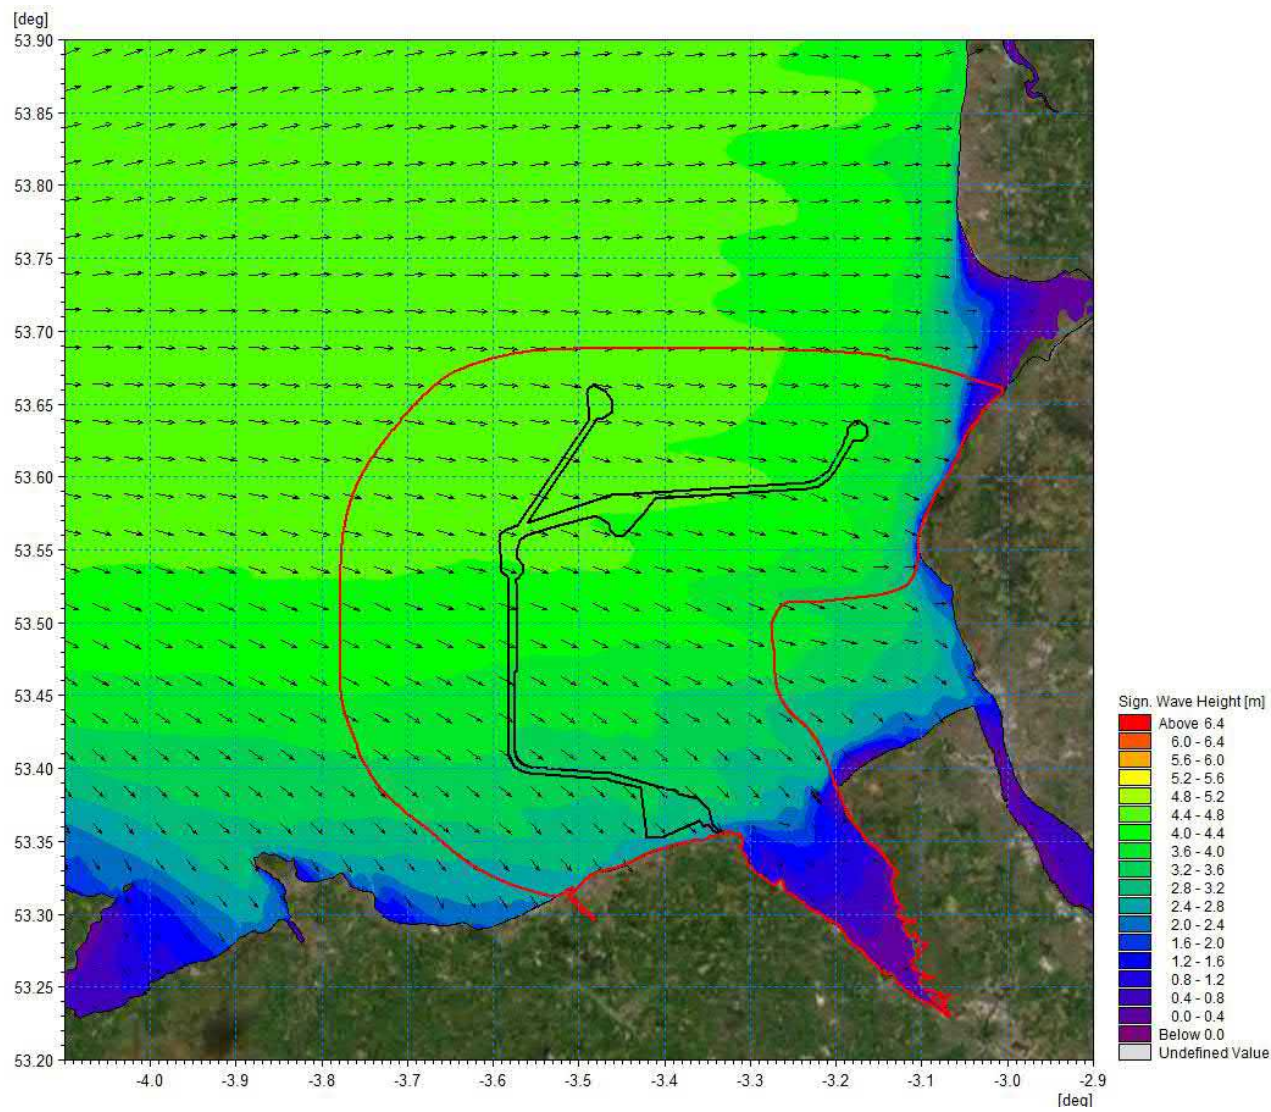 [deg]
53.90
53.85
53.80
53.75
53.70
53.65
53.60
53.55
53.50
53.45
53.40
53.35
53.30
53.25
53.20
-4.0 -3.9 -3.8 -3.7 -3.6 -3.5 -3.4 -3.3 -3.2 -3.1 -3.0 -2.9
[deg]
Sign. Wave Height [m]
Above 6.4
6.0 - 6.4
5.6 - 6.0
5.2 - 5.6
4.8 - 5.2
4.4 - 4.8
4.0 - 4.4
3.6 - 4.0
3.2 - 3.6
2.8 - 3.2
2.4 - 2.8
2.0 - 2.4
1.6 - 2.0
1.2 - 1.6
0.8 - 1.2
0.4 - 0.8
0.0 - 0.4
Below 0.0
Undefined Value